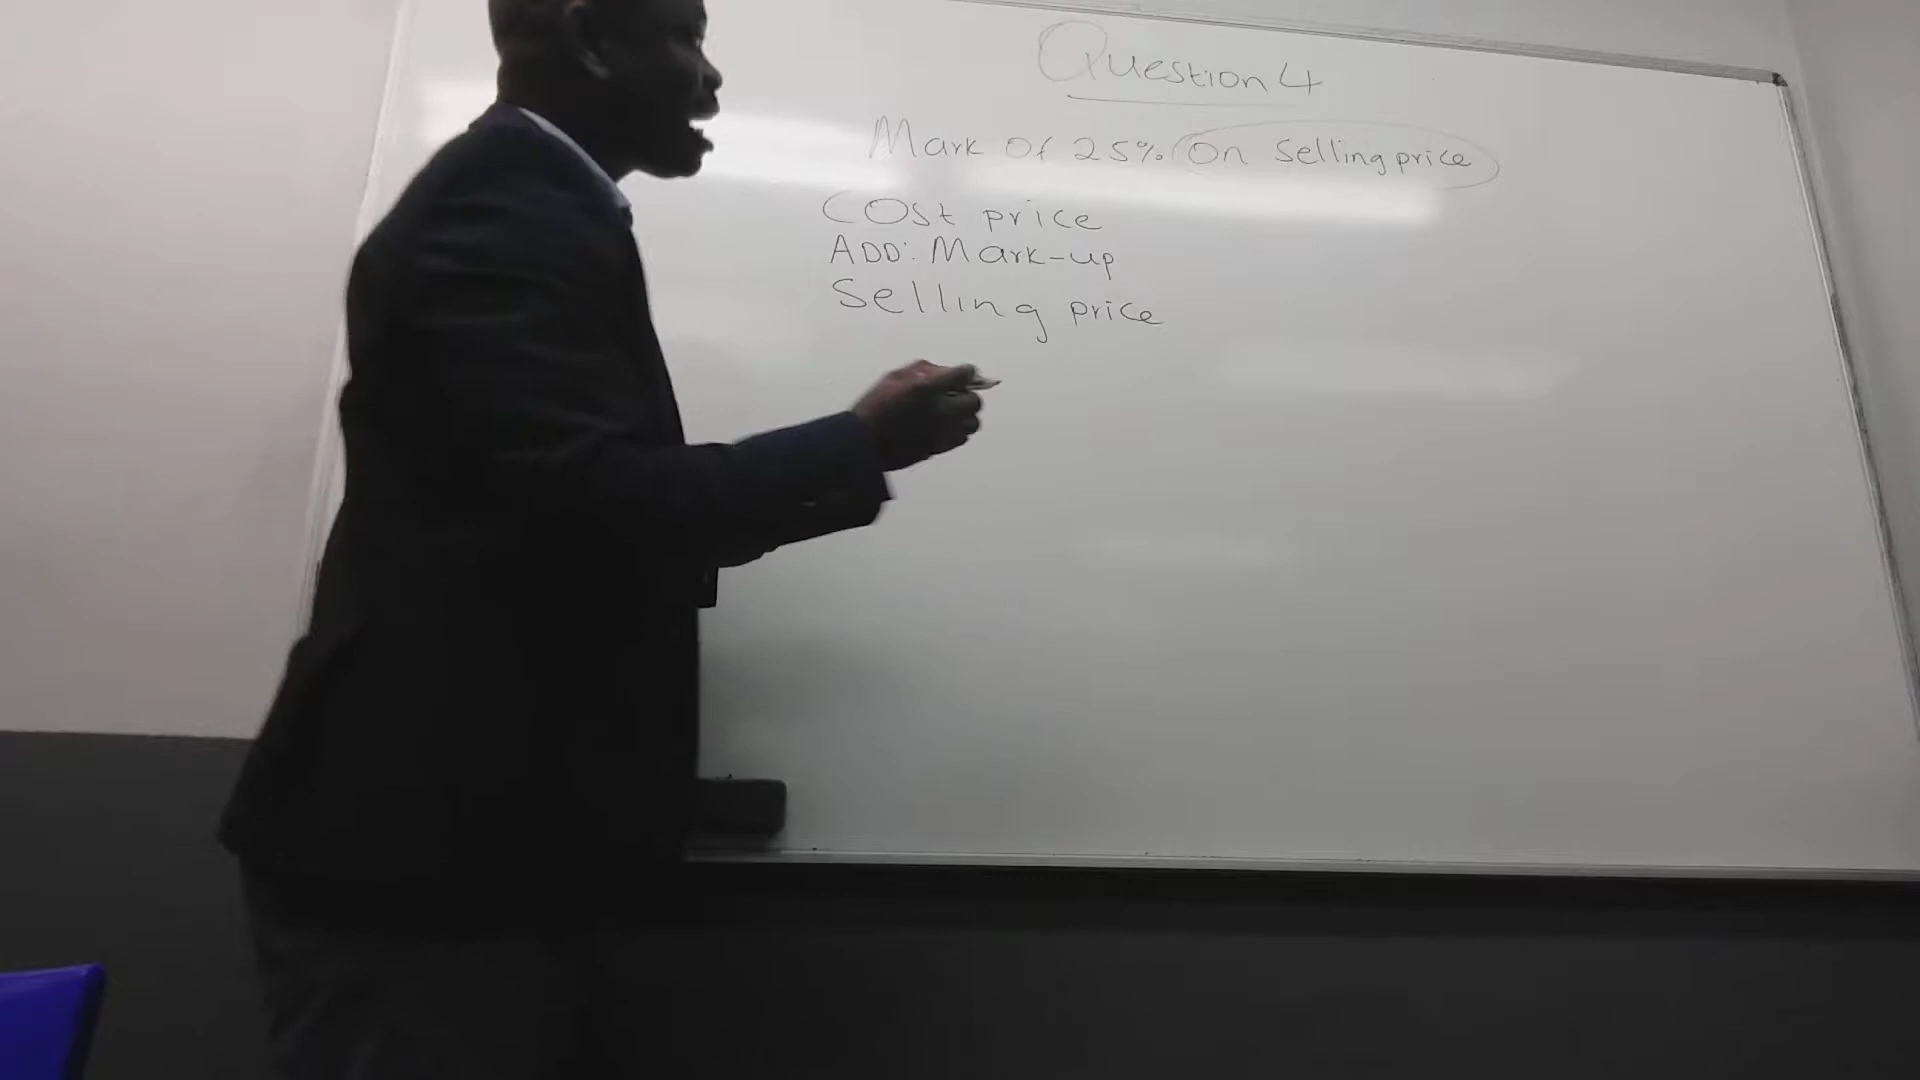 Question 4
Mark of 25% on Selling price
Cost price
ADD: Mark-up
Selling price